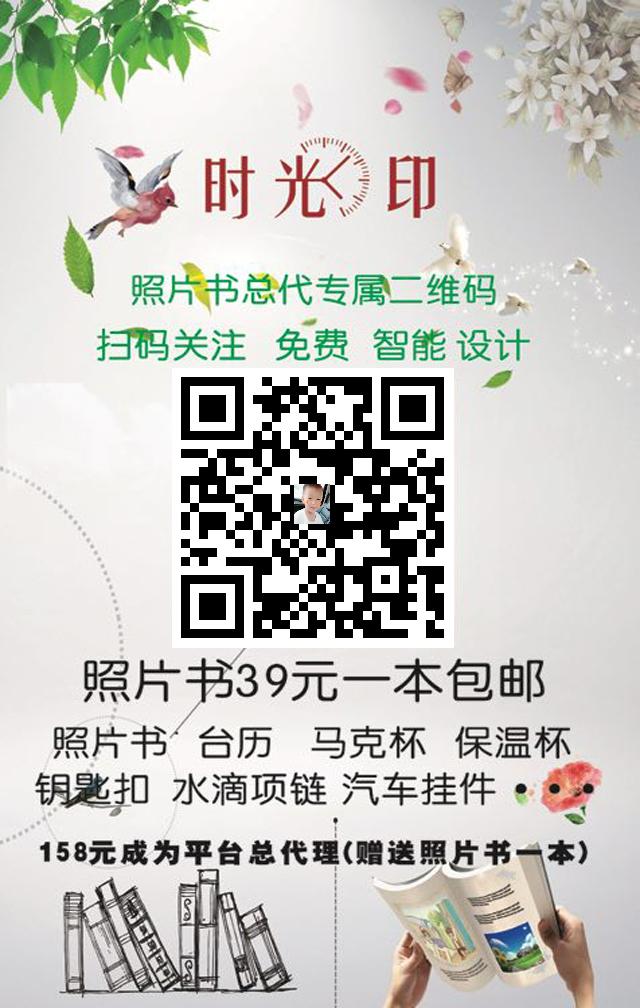 时光印
照片书总代专属二维码
扫码关注 免费 智能 设计
照片书39元一本包邮
照片书 台历 马克杯 保温杯
钥匙扣 水滴项链 汽车挂件
158元成为平台总代理(赠送照片书一本)